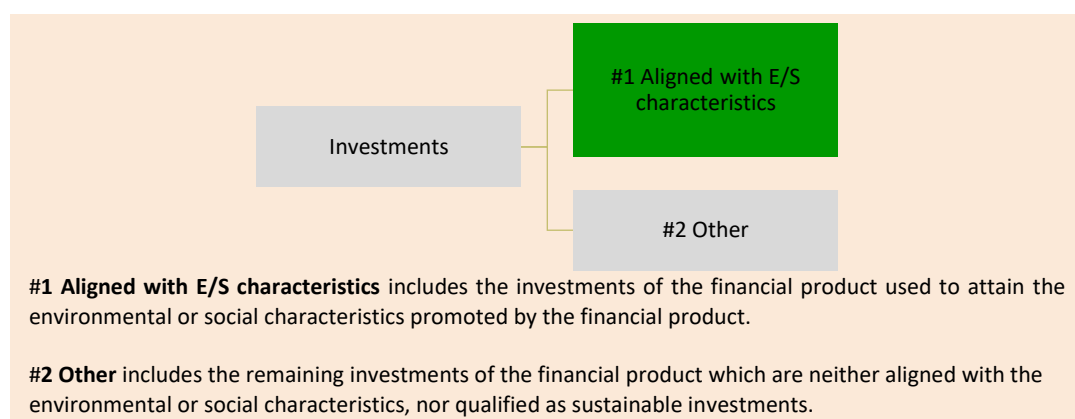 #1 Aligned with E/S
characteristics
Investments
#2 Other
#1 Aligned with E/S characteristics includes the investments of the financial product used to attain the
environmental or social characteristics promoted by the financial product.
#2 Other includes the remaining investments of the financial product which are neither aligned with the
environmental or social characteristics, nor qualified as sustainable investments.